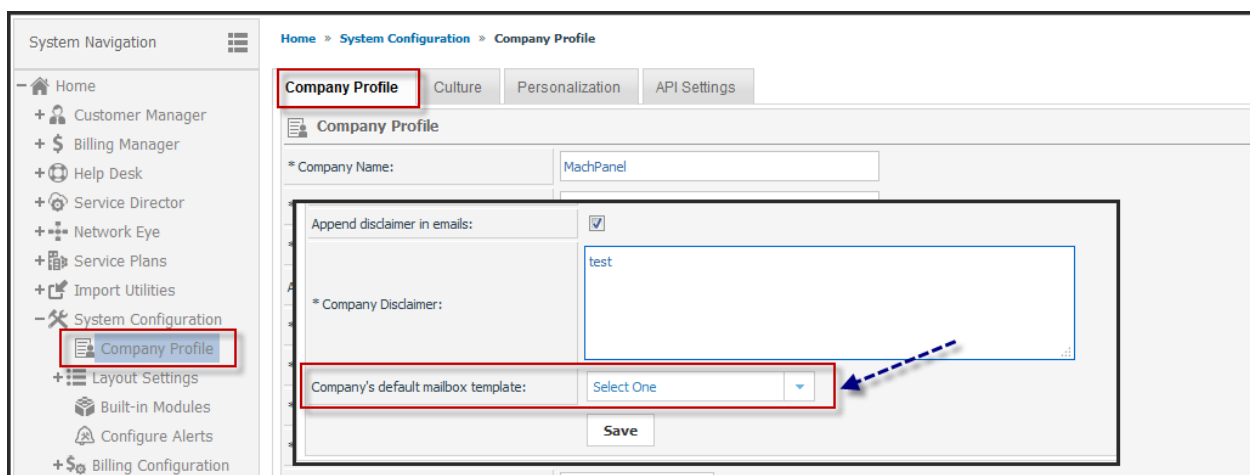 System Navigation
Home
Customer Manager
Billing Manager
Help Desk
Service Director
Network Eye
Service Plans
Import Utilities
System Configuration
Company Profile
Layout Settings
Built-in Modules
Configure Alerts
Billing Configuration
Home » System Configuration » Company Profile
Company Profile Culture Personalization API Settings
Company Profile
* Company Name: MachPanel
Append disclaimer in emails:
* Company Disclaimer: test
Company's default mailbox template: Select One
Save